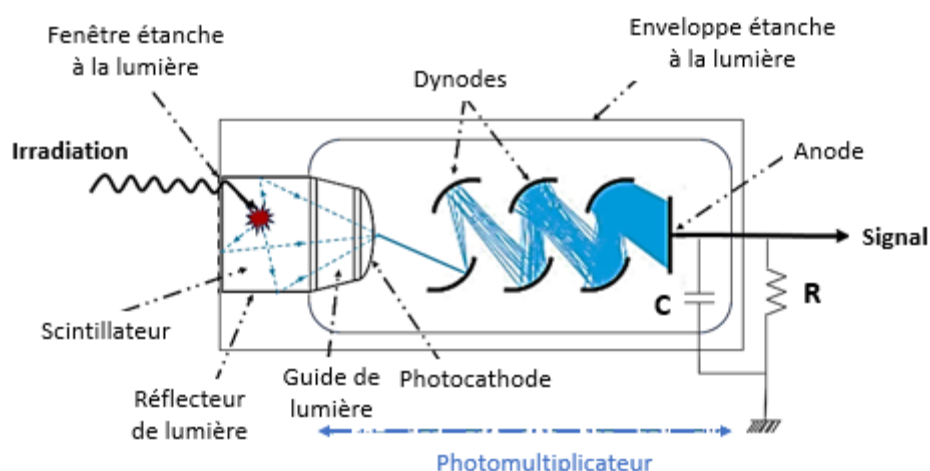 Fenêtre étanche
à la lumière
Enveloppe étanche
à la lumière
Dynodes
Irradiation
Anode
Signal
C
R
Scintillateur
Guide de
lumière
Photocathode
Réflecteur
de lumière
Photomultiplicateur